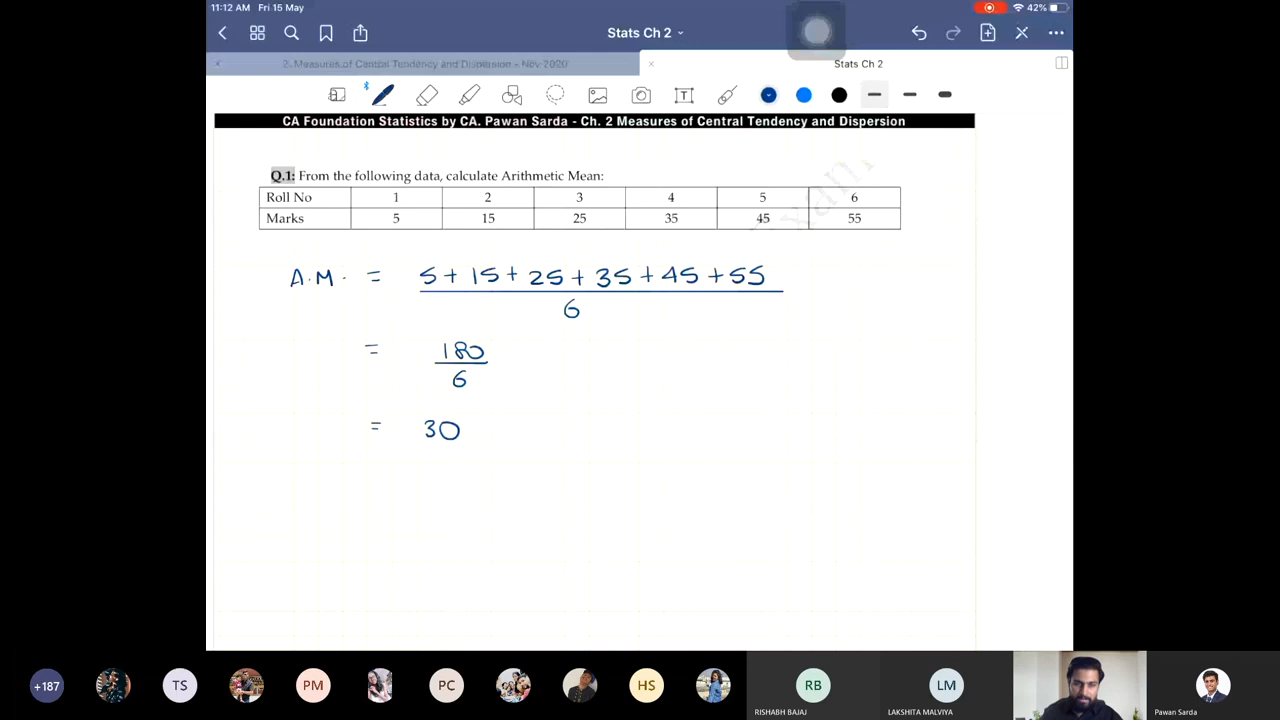 11:12 AM Fri 15 May
42%
Stats Ch 2
2. Measures of Central Tendency and Dispersion - Nov 2020
Stats Ch 2
T
CA Foundation Statistics by CA. Pawan Sarda - Ch. 2 Measures of Central Tendency and Dispersion
Q.1: From the following data, calculate Arithmetic Mean:
Roll No 1 2 3 4 5 6
Marks 5 15 25 35 45 55
Exam
A.M. = 5 + 15 + 25 + 35 + 45 + 55
6
= 180
6
= 30
+187 TS PM PC HS RB LM
RISHABH BAJAJ LAKSHITA MALVIYA Pawan Sarda